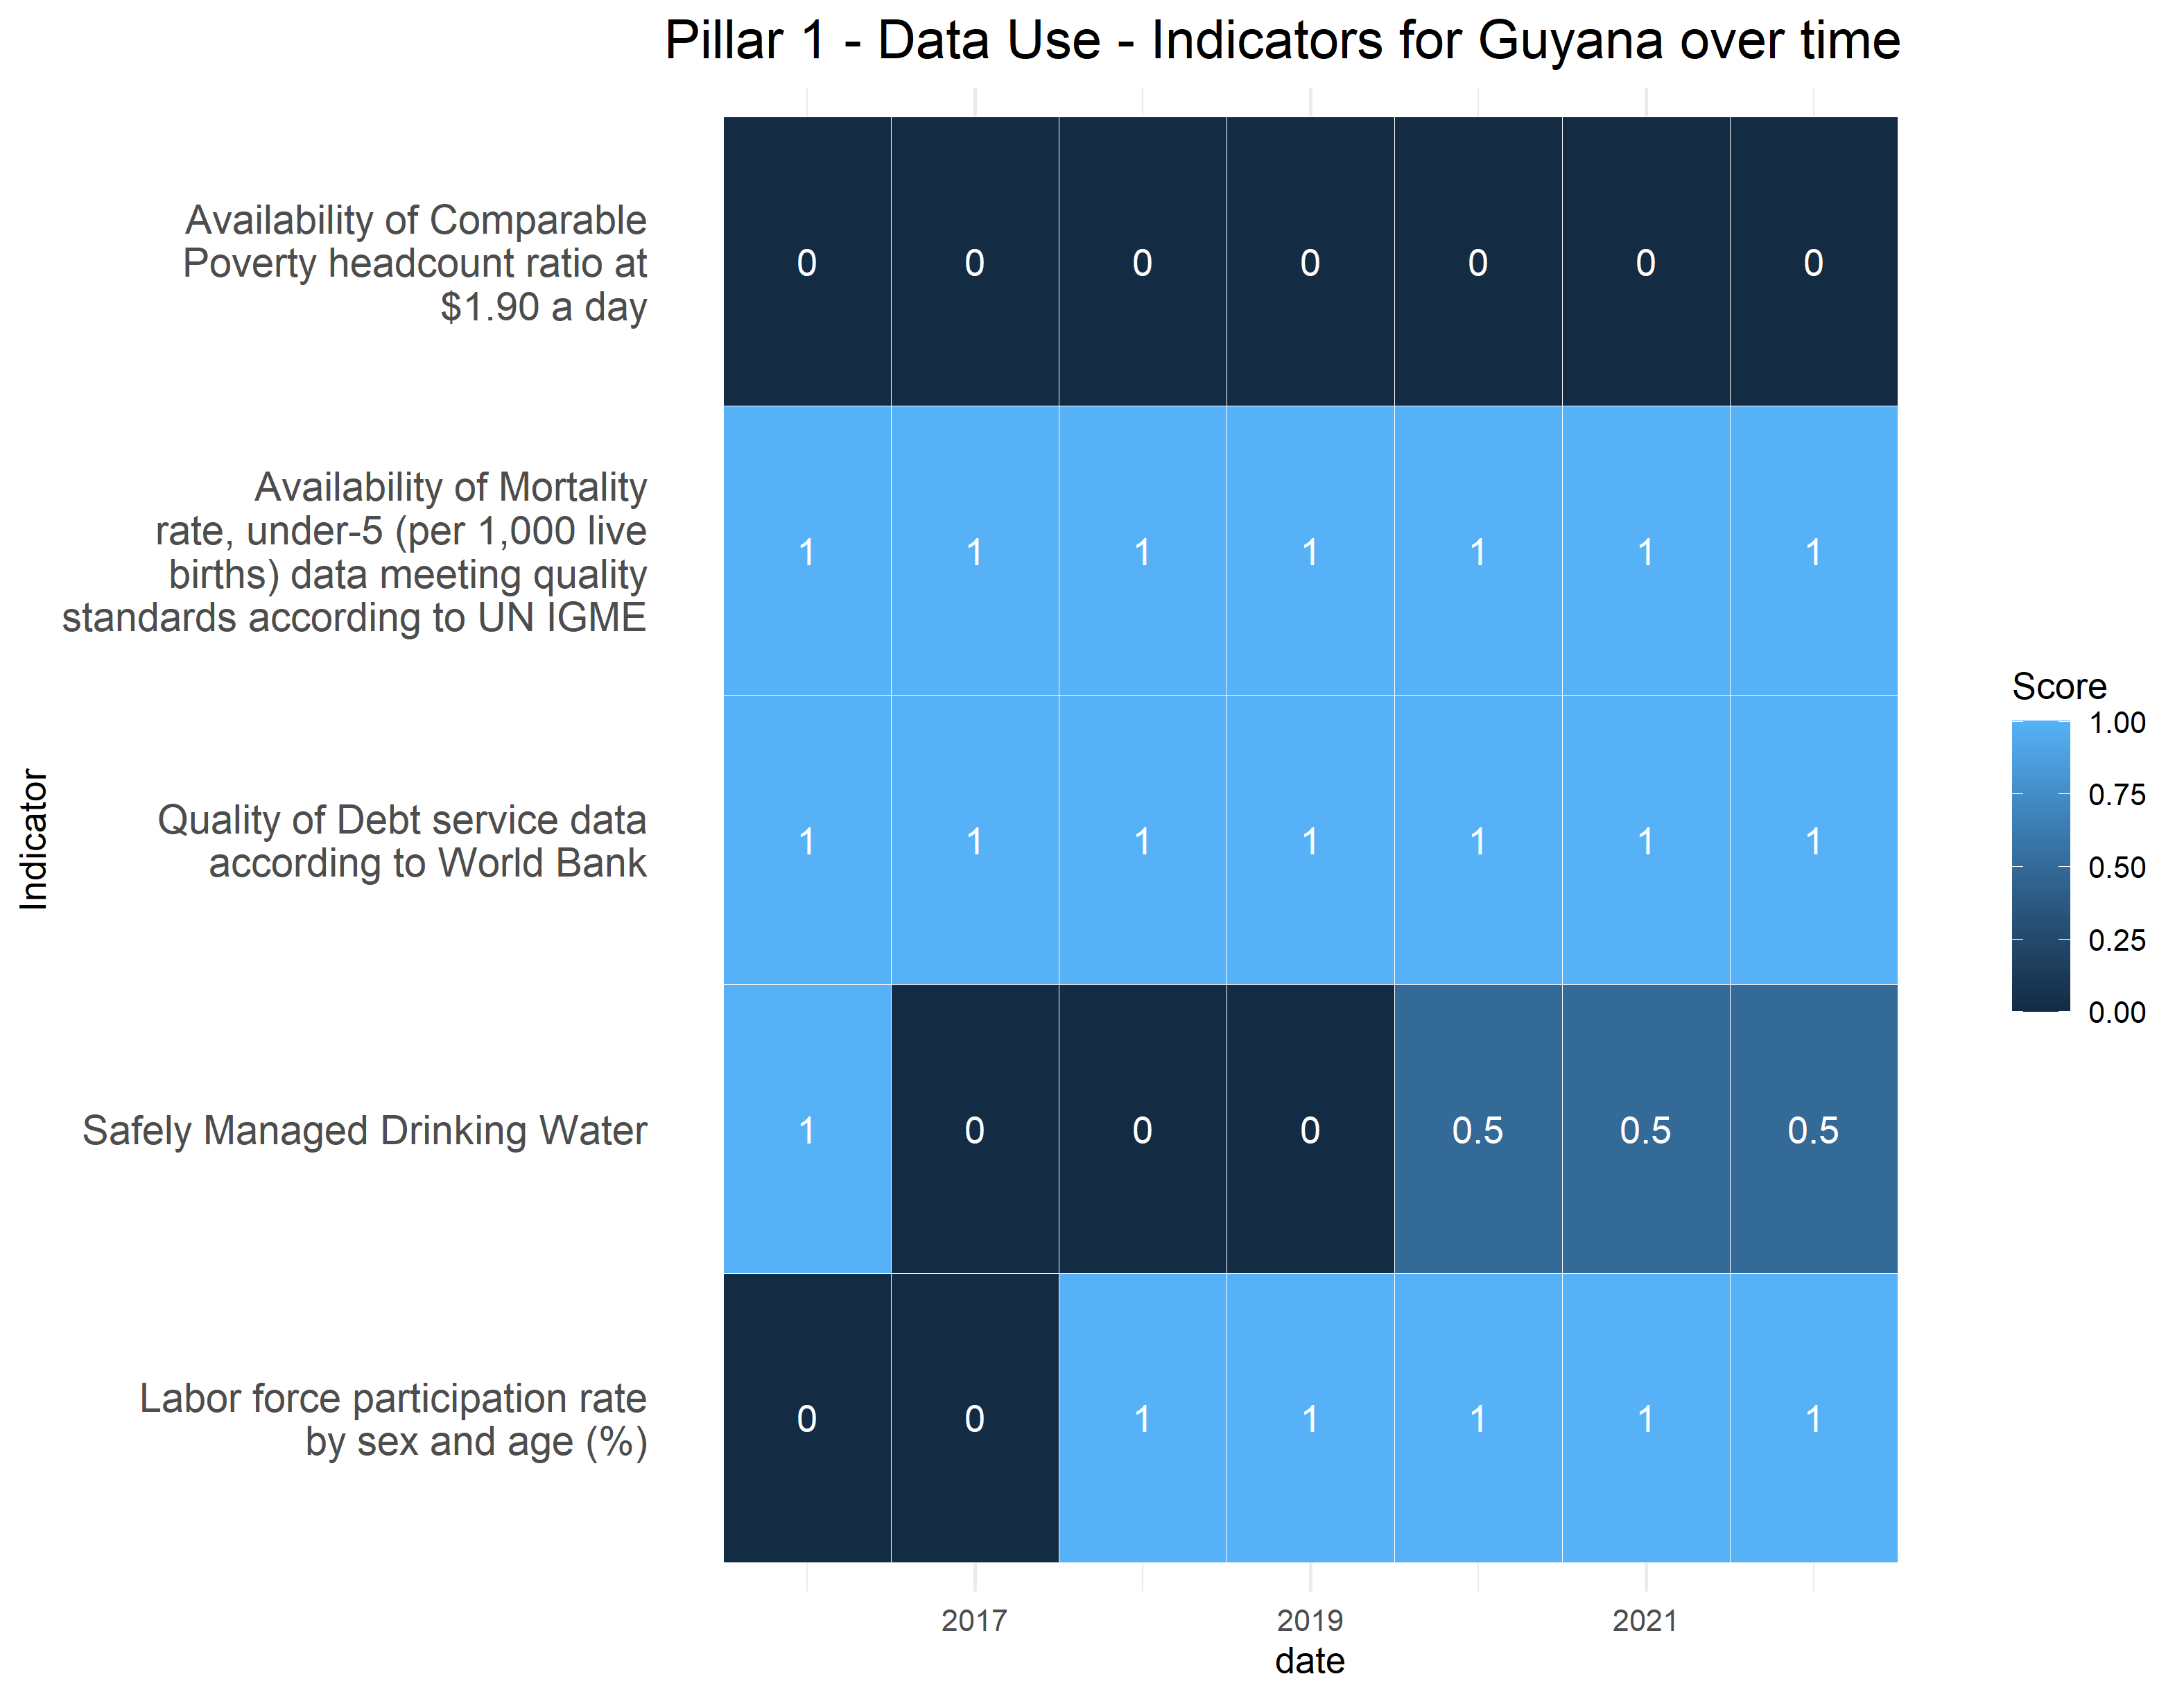 Pillar 1 - Data Use - Indicators for Guyana over time
Indicator
Availability of Comparable
Poverty headcount ratio at
$1.90 a day
0 0 0 0 0 0 0
Availability of Mortality
rate, under-5 (per 1,000 live
births) data meeting quality
standards according to UN IGME
1 1 1 1 1 1 1
Quality of Debt service data
according to World Bank
1 1 1 1 1 1 1
Safely Managed Drinking Water
1 0 0 0 0.5 0.5 0.5
Labor force participation rate
by sex and age (%)
0 0 1 1 1 1 1
2017 2019 2021
date
Score
1.00
0.75
0.50
0.25
0.00